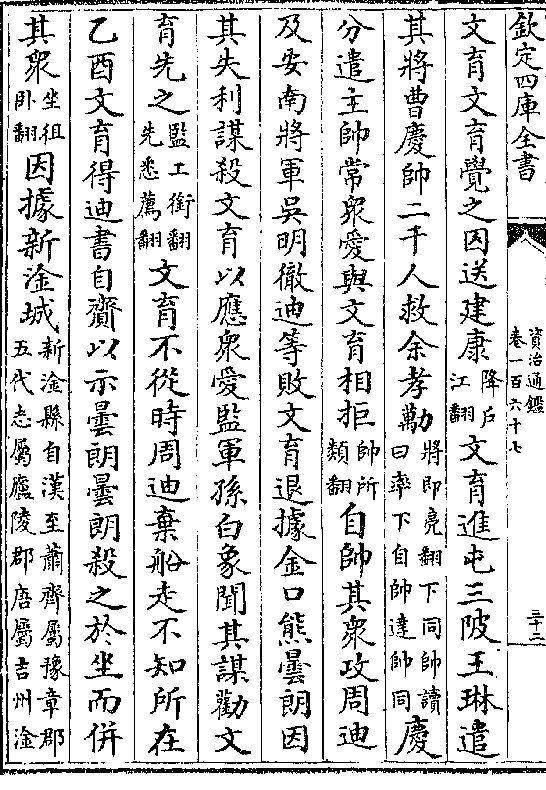 欽定四庫全書
資治通鑑
卷一百六十七
三十二
文育文育覺之囚送建康降戶江翻文育進屯三陂王琳遣
其將曹慶帥二千人救余孝勱將即亮翻下同帥讀曰率下自帥達帥同慶
分遣主帥常衆愛與文育相拒帥所類翻自帥其衆攻周迪
及安南將軍吳明徹迪等敗文育退據金口熊曇朗因
其失利謀殺文育以應衆愛監軍孫白象聞其謀勸文
育先之監工銜翻先悉薦翻文育不從時周迪棄船走不知所在
乙酉文育得迪書自齎以示曇朗曇朗殺之於坐而併
其衆坐徂卧翻因據新淦城新淦縣自漢至蕭齊屬豫章郡五代志屬廬陵郡唐屬吉州淦